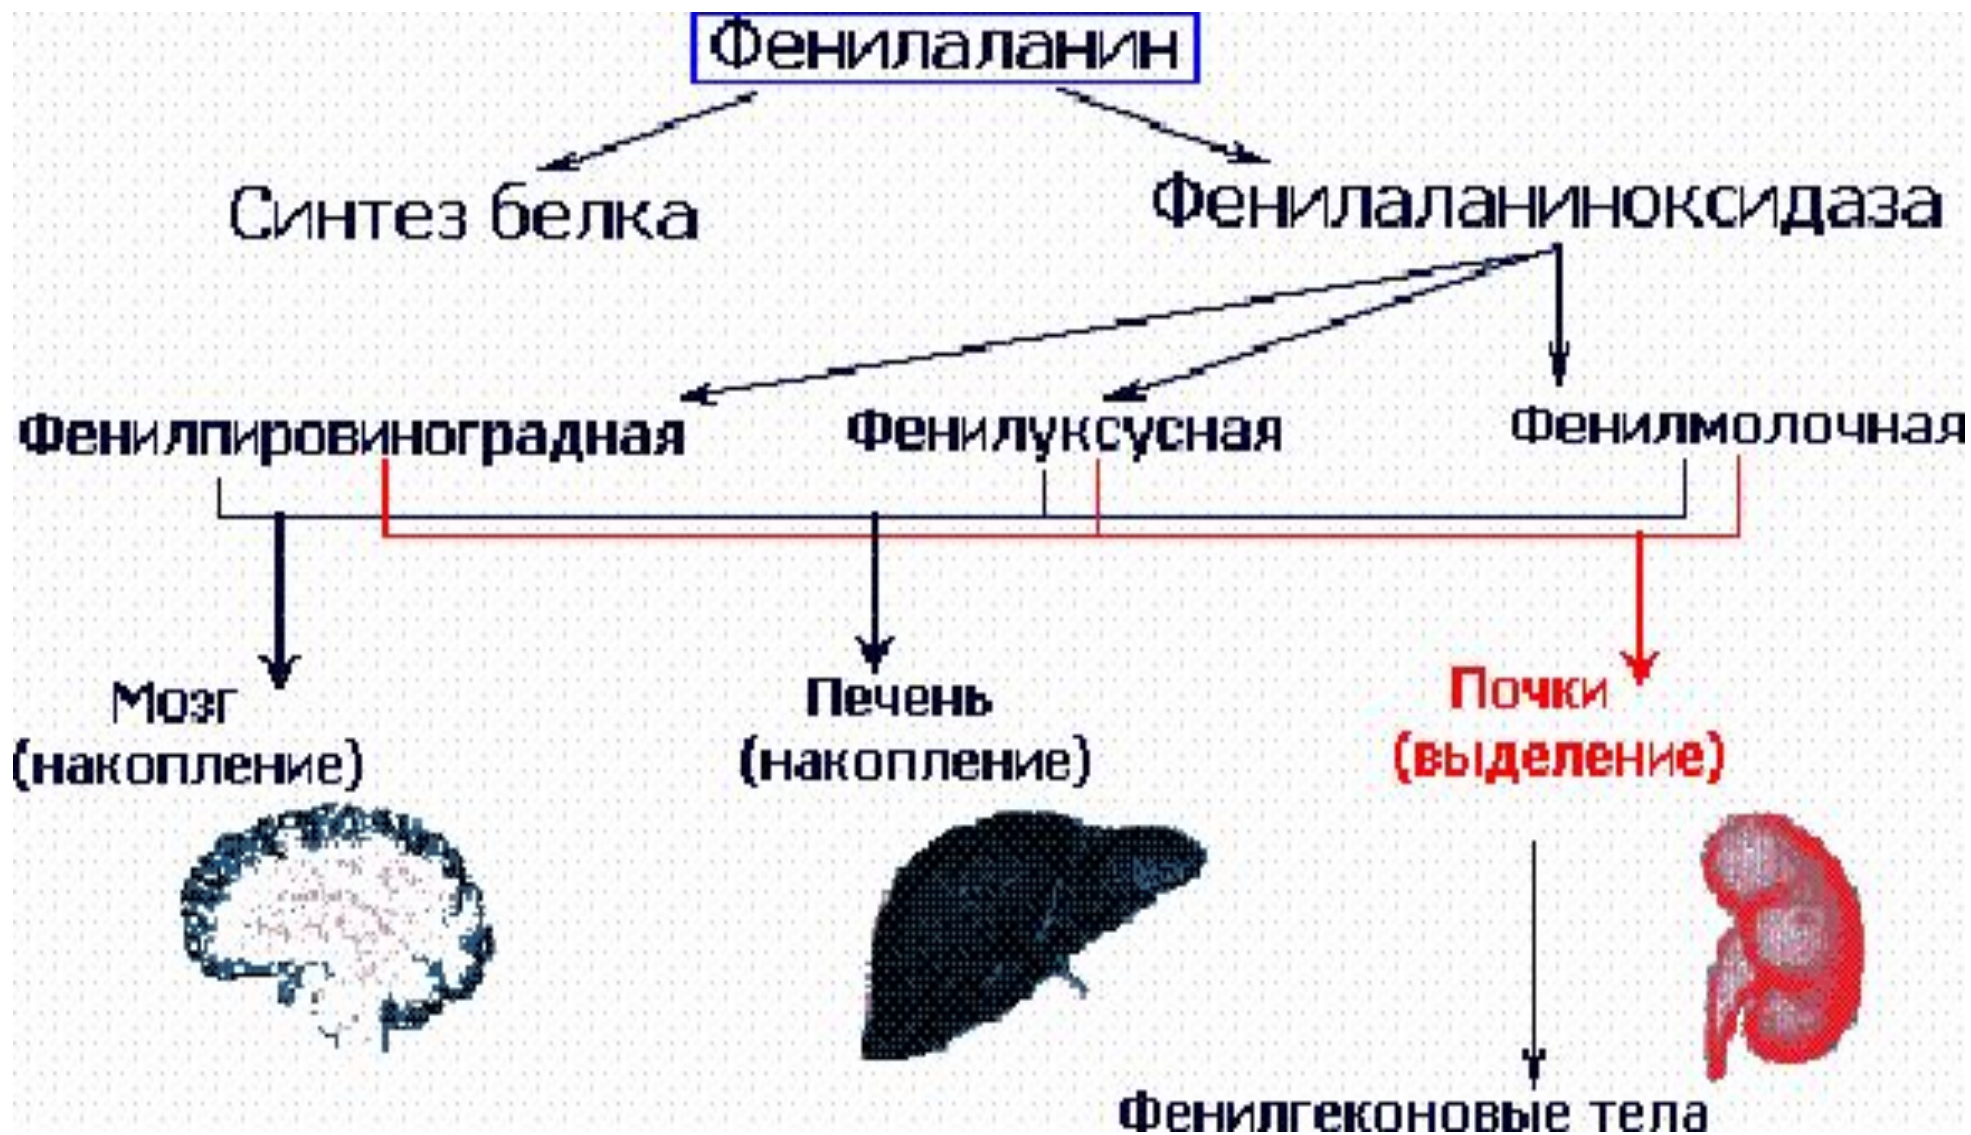 Фенилаланин
Синтез белка
Фенилаланиноксидаза
Фенилпировиноградная
Фенилуксусная
Фенилмолочная
Мозг
(накопление)
Печень
(накопление)
Почки
(выделение)
Фенилгеконовые тела